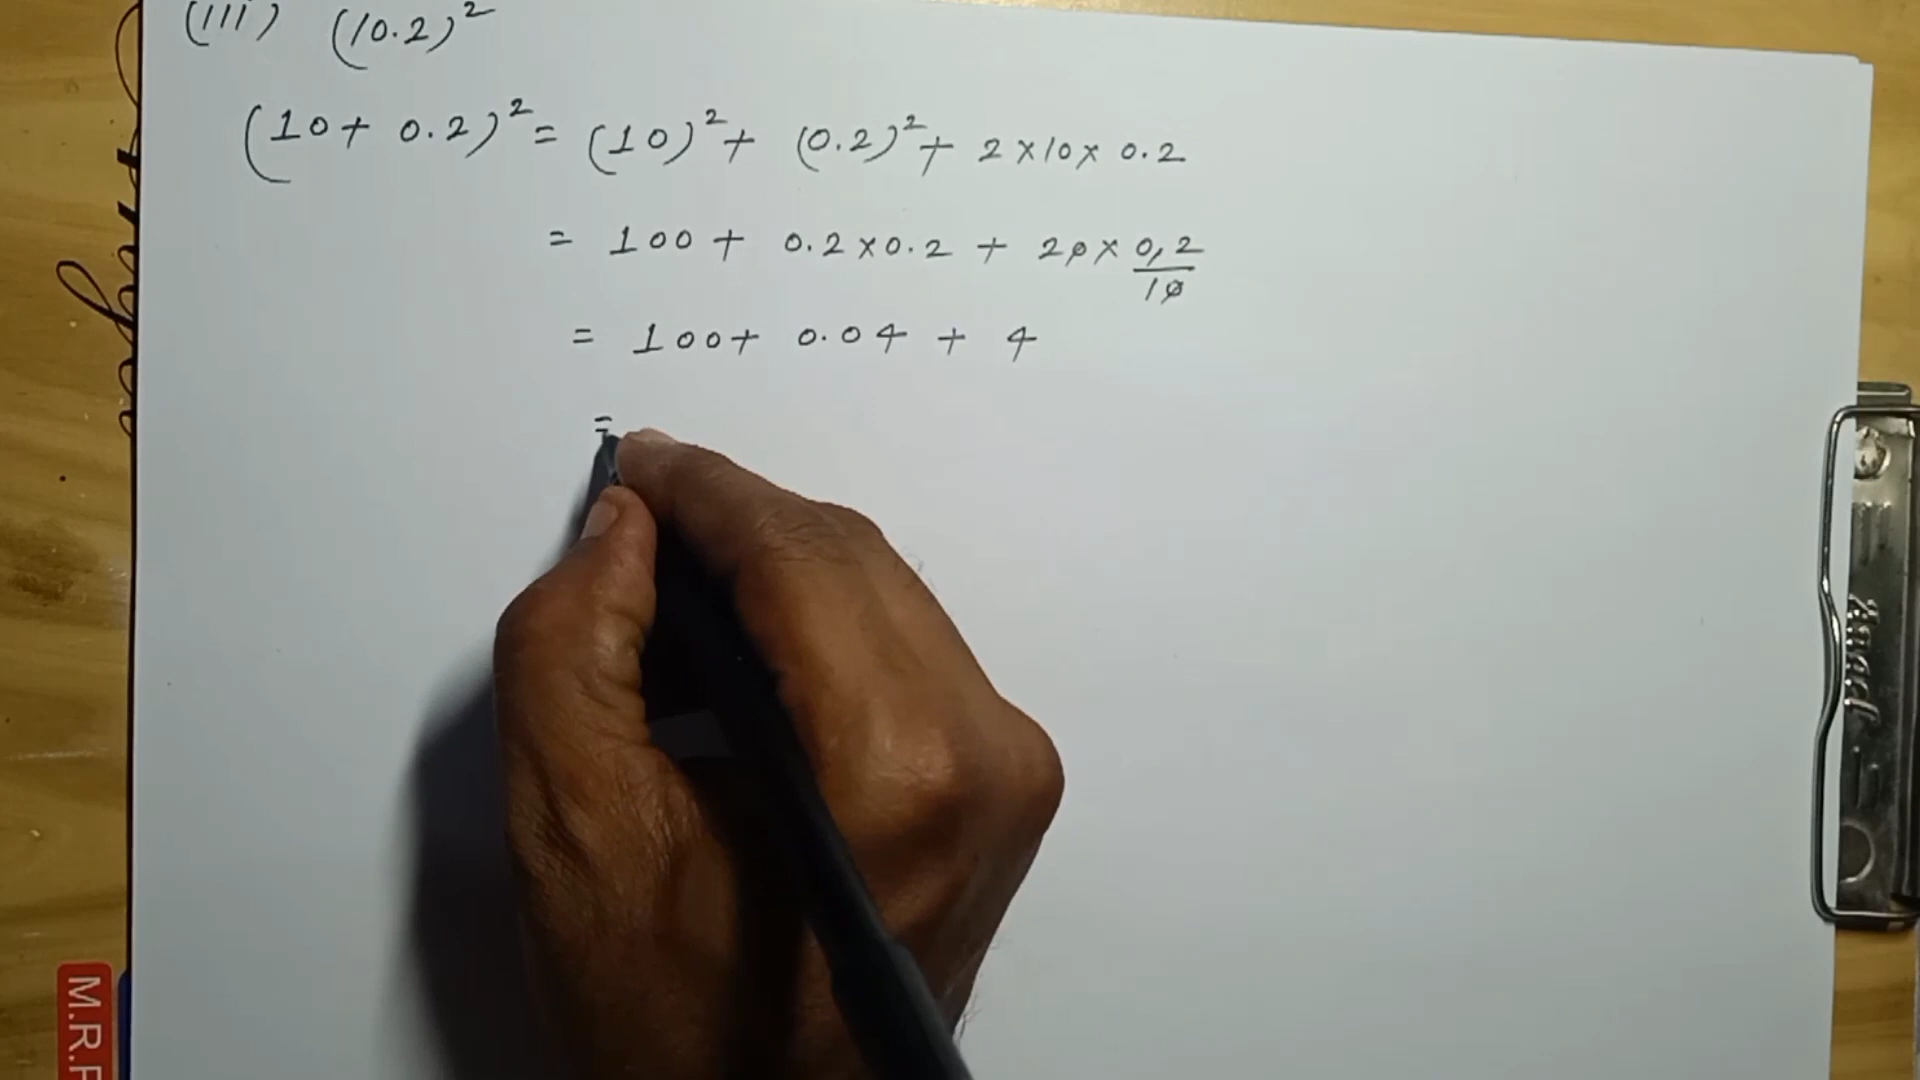 (iii) (10.2)²
(10+ 0.2)² = (10)² + (0.2)² + 2×10× 0.2
= 100 + 0.2×0.2 + 20× 0,2/10
= 100+ 0.04 + 4
=
M.R.